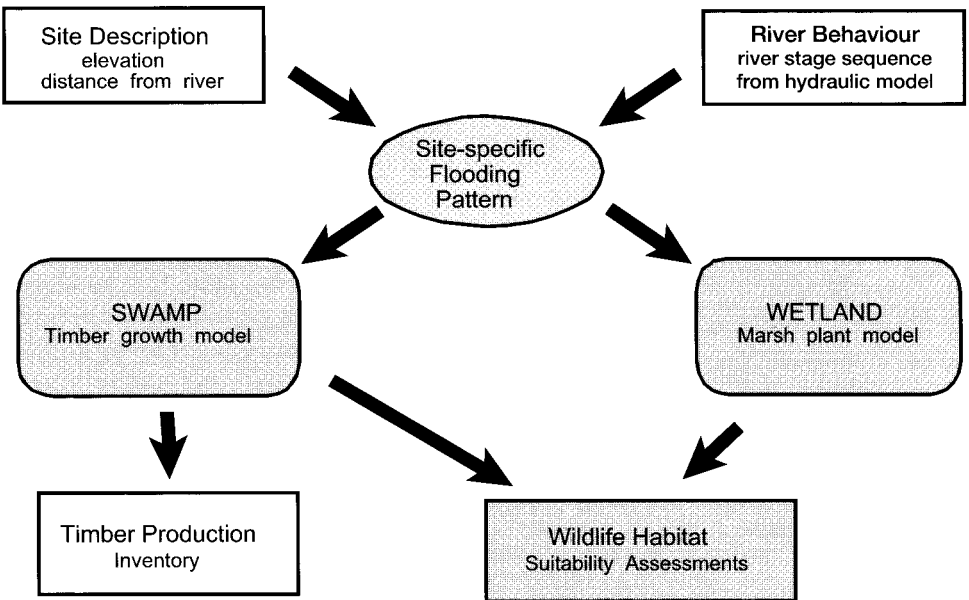 Site Description
elevation
distance from river
River Behaviour
river stage sequence
from hydraulic model
Site-specific
Flooding
Pattern
SWAMP
Timber growth model
WETLAND
Marsh plant model
Timber Production
Inventory
Wildlife Habitat
Suitability Assessments